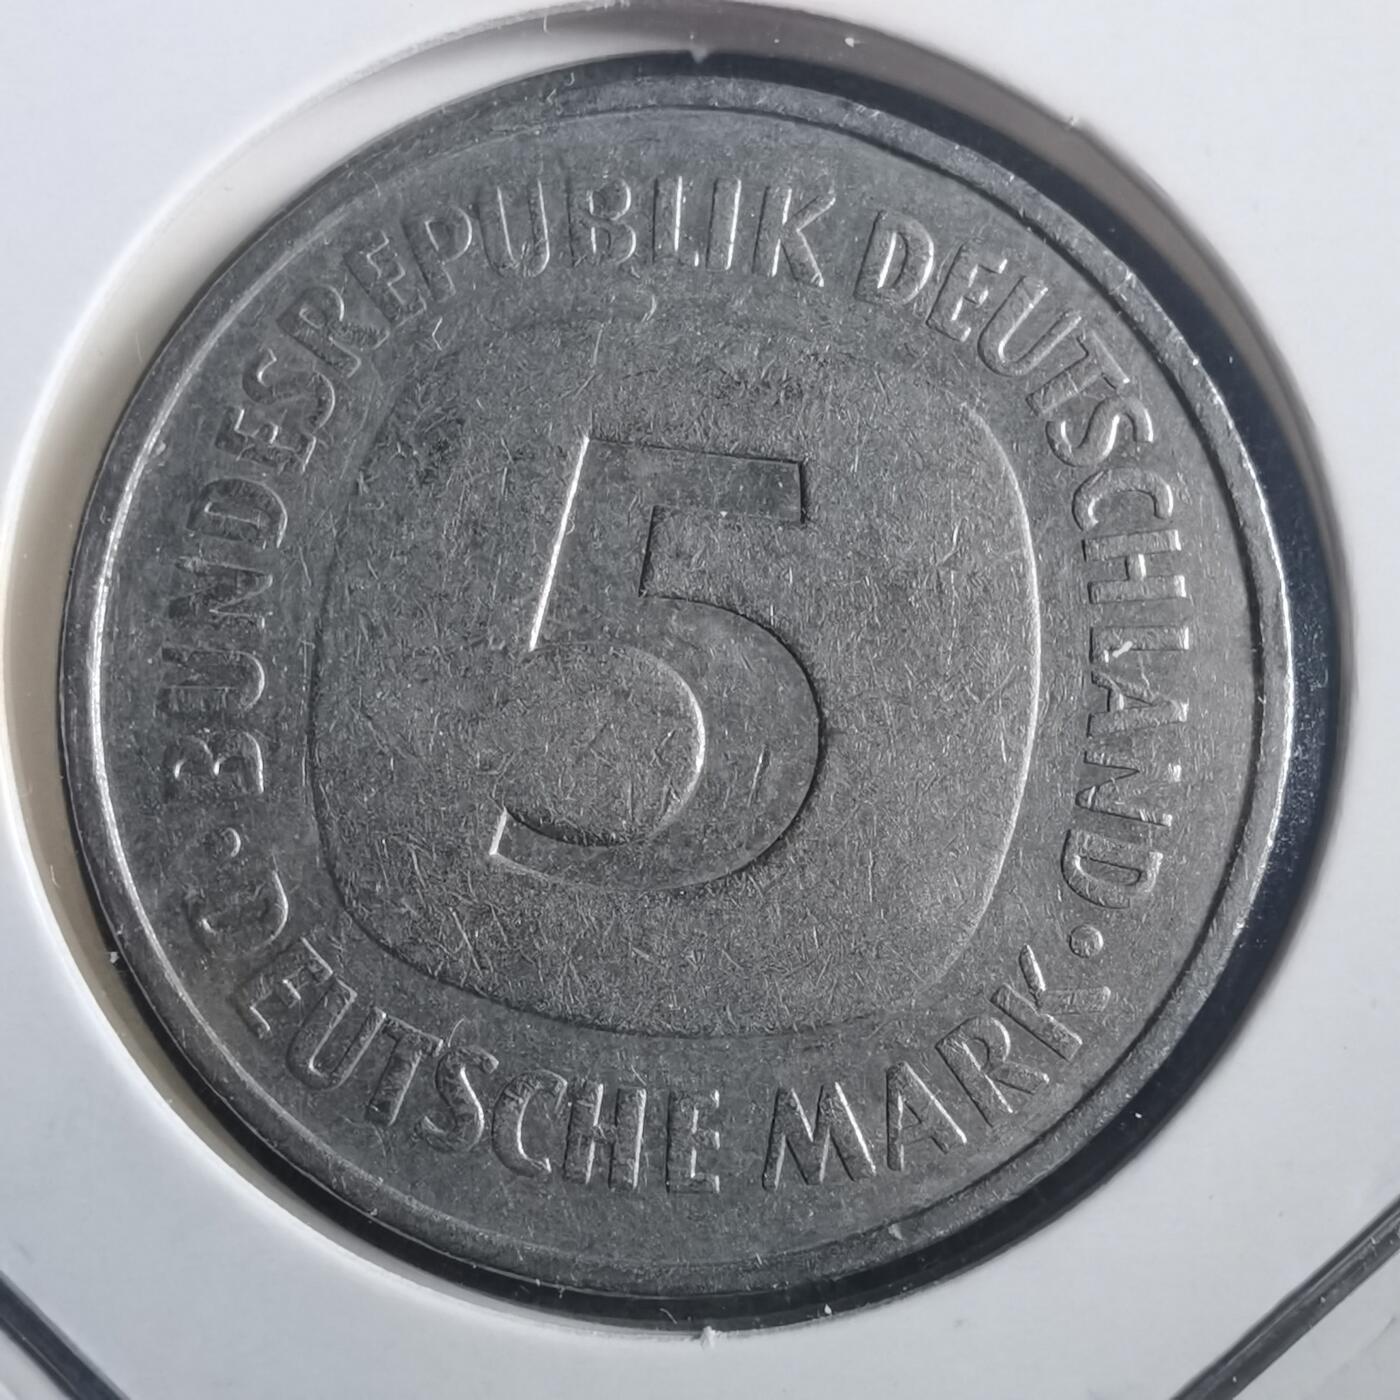 · BUNDESREPUBLIK DEUTSCHLAND ·
5
DEUTSCHE MARK